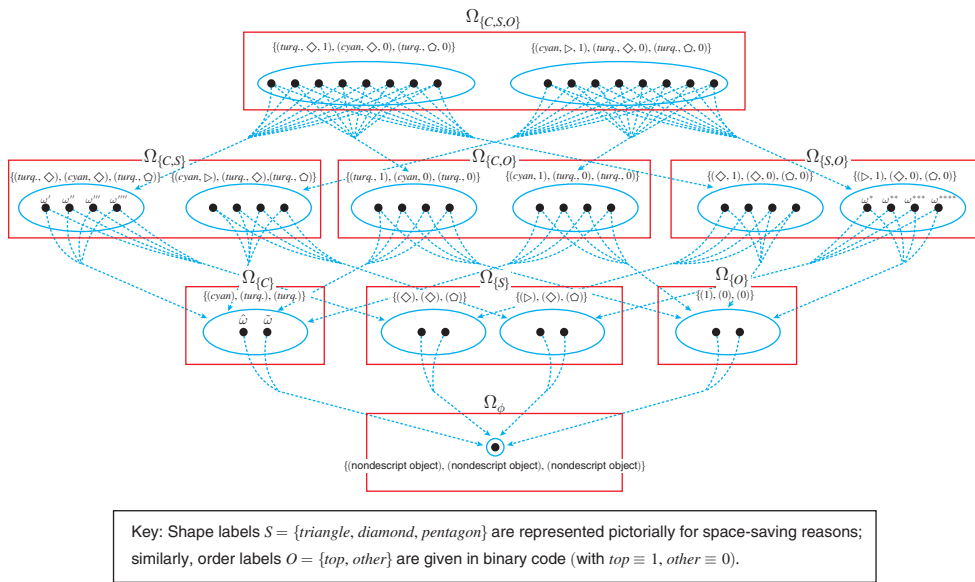 Ω{C,S,O}
{(turq., ◇, 1), (cyan, ◇, 0), (turq., ⬠, 0)} {(cyan, ▷, 1), (turq., ◇, 0), (turq., ⬠, 0)}
Ω{C,S} Ω{C,O} Ω{S,O}
{(turq., ◇), (cyan, ◇), (turq., ⬠)} {(cyan, ▷), (turq., ◇), (turq., ⬠)} {(turq., 1), (cyan, 0), (turq., 0)} {(cyan, 1), (turq., 0), (turq., 0)} {(◇, 1), (◇, 0) (⬠, 0)} {(▷, 1), (◇, 0) (⬠, 0)}
ω′ ω″ ω‴ ω⁗ ω* ω** ω*** ω****
Ω{C} Ω{S} Ω{O}
{(cyan), (turq.), (turq.)} {(◇), (◇), (⬠)} {(▷), (◇), (⬠)} {(1), (0), (0)}
ω̂ ω̃
Ωϕ
{(nondescript object), (nondescript object), (nondescript object)}
Key: Shape labels S = {triangle, diamond, pentagon} are represented pictorially for space-saving reasons;
similarly, order labels O = {top, other} are given in binary code (with top ≡ 1, other ≡ 0).